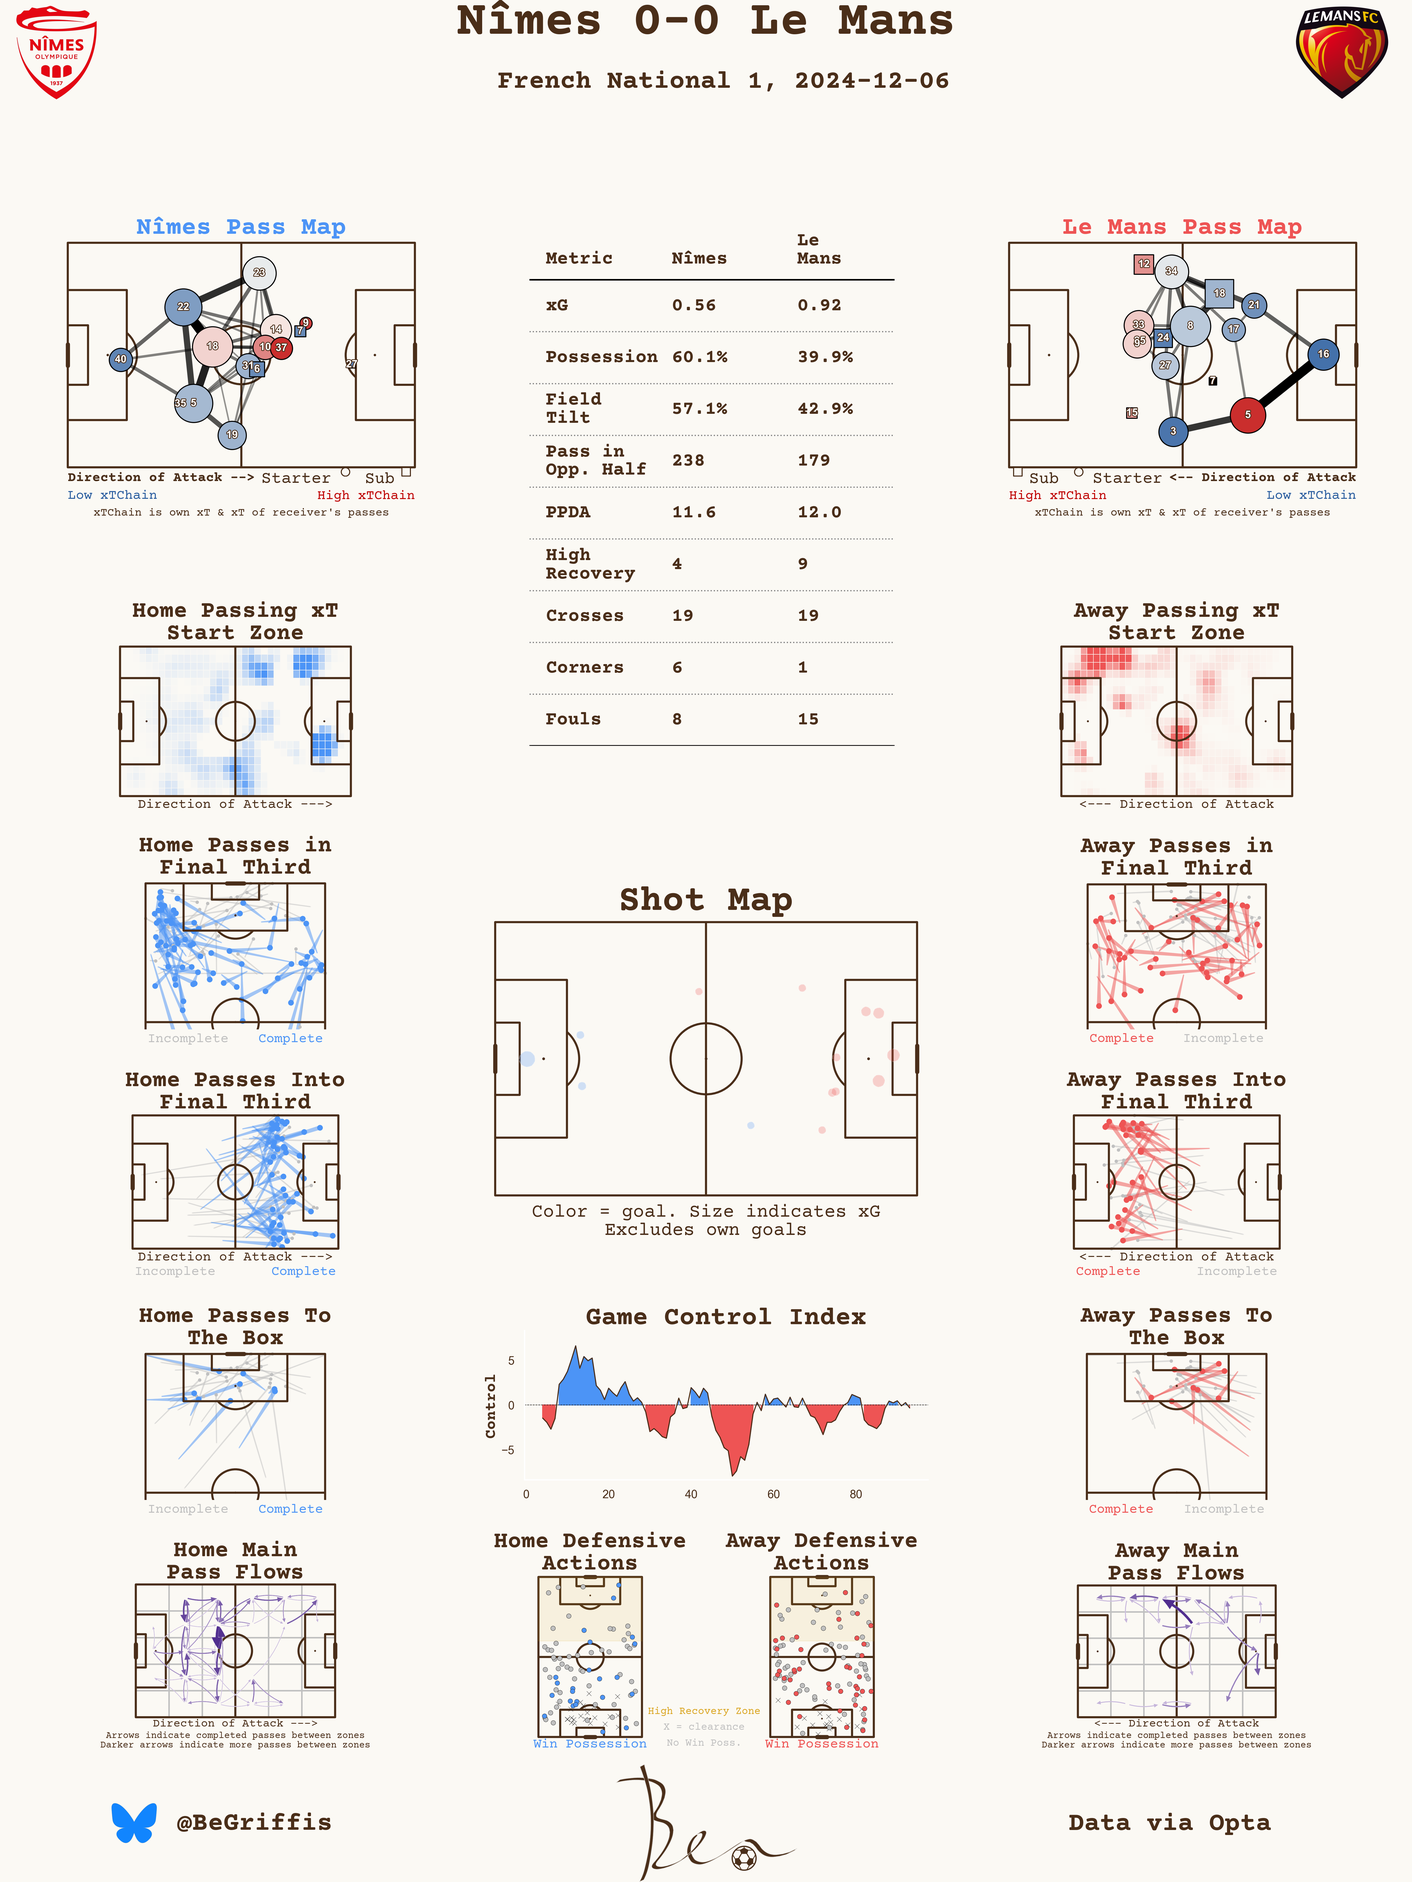 Nîmes 0-0 Le Mans
French National 1, 2024-12-06
NÎMES
OLYMPIQUE
1937
LEMANS FC
Nîmes Pass Map
23
22
14
9
7
18
10
37
40
31
6
27
35
5
19
Direction of Attack --> Starter Sub
Low xTChain High xTChain
xTChain is own xT & xT of receiver's passes
Metric Nîmes Le Mans
xG 0.56 0.92
Possession 60.1% 39.9%
Field Tilt 57.1% 42.9%
Pass in Opp. Half 238 179
PPDA 11.6 12.0
High Recovery 4 9
Crosses 19 19
Corners 6 1
Fouls 8 15
Le Mans Pass Map
12
34
18
21
33
8
17
24
16
27
7
15
5
3
Sub Starter <-- Direction of Attack
High xTChain Low xTChain
xTChain is own xT & xT of receiver's passes
Home Passing xT
Start Zone
Direction of Attack --->
Away Passing xT
Start Zone
<--- Direction of Attack
Home Passes in
Final Third
Incomplete Complete
Away Passes in
Final Third
Complete Incomplete
Shot Map
Color = goal. Size indicates xG
Excludes own goals
Home Passes Into
Final Third
Direction of Attack --->
Incomplete Complete
Away Passes Into
Final Third
<--- Direction of Attack
Complete Incomplete
Home Passes To
The Box
Incomplete Complete
Game Control Index
Control
5
0
−5
0 20 40 60 80
Away Passes To
The Box
Complete Incomplete
Home Main
Pass Flows
Direction of Attack --->
Arrows indicate completed passes between zones
Darker arrows indicate more passes between zones
Home Defensive
Actions
Win Possession
High Recovery Zone
X = clearance
No Win Poss.
Away Defensive
Actions
Win Possession
Away Main
Pass Flows
<--- Direction of Attack
Arrows indicate completed passes between zones
Darker arrows indicate more passes between zones
@BeGriffis
Ben
Data via Opta